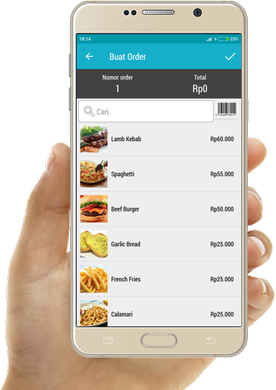 18:14
23%
Buat Order
Nomor order
Total
1
Rp0
Cari
Lamb Kebab
Rp60.000
Spaghetti
Rp55.000
Beef Burger
Rp50.000
Garlic Bread
Rp25.000
French Fries
Rp25.000
Calamari
Rp25.000